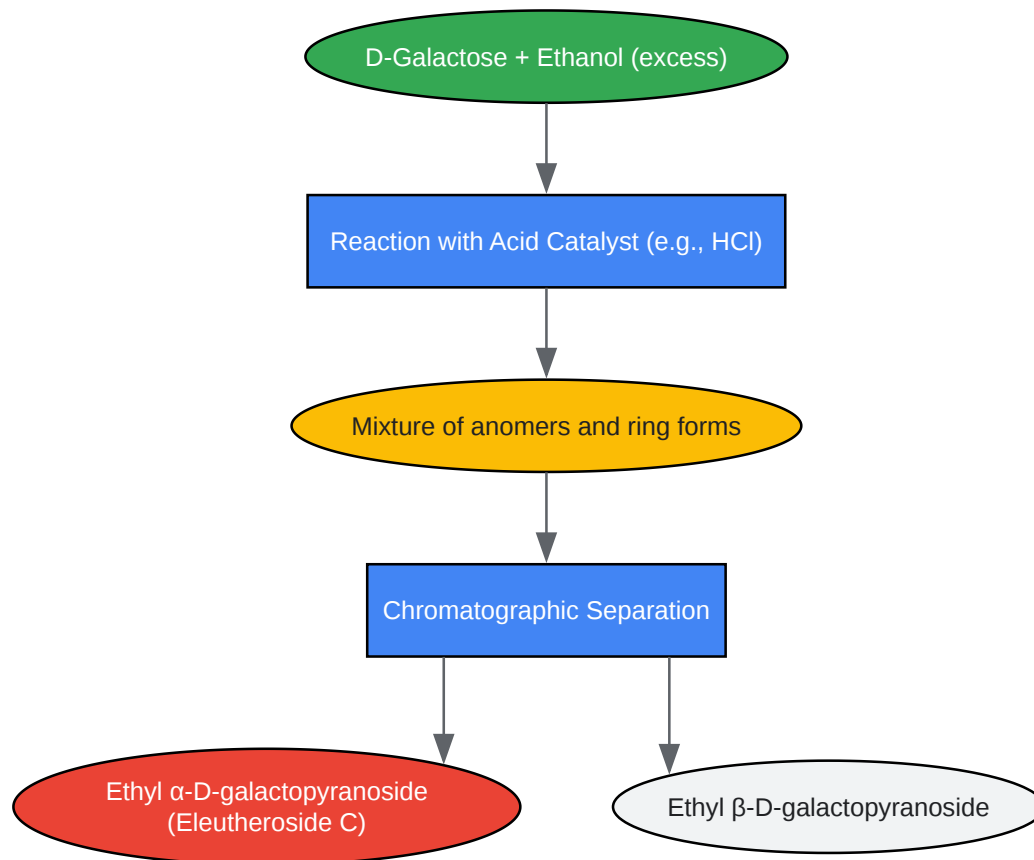 D-Galactose + Ethanol (excess)
Reaction with Acid Catalyst (e.g., HCl)
Mixture of anomers and ring forms
Chromatographic Separation
Ethyl α-D-galactopyranoside
(Eleutheroside C)
Ethyl β-D-galactopyranoside